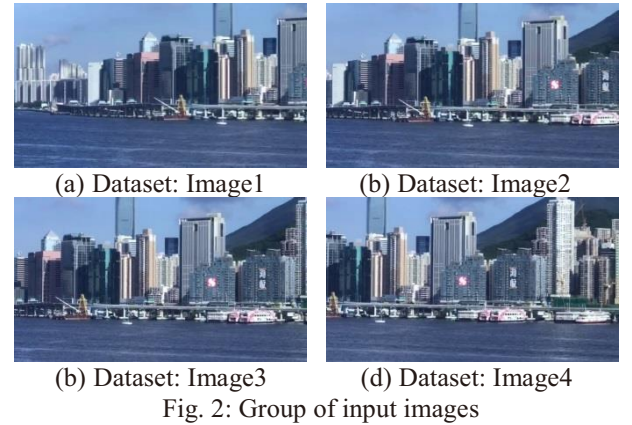 (a) Dataset: Image1
(b) Dataset: Image2
(b) Dataset: Image3
(d) Dataset: Image4
Fig. 2: Group of input images